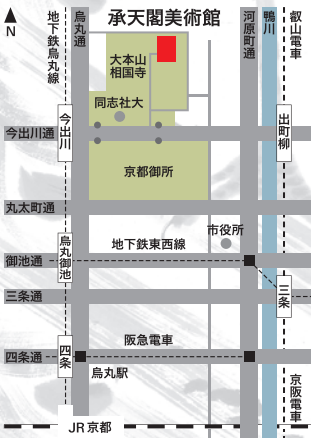 承天閣美術館
N
地下鉄烏丸線
烏丸通
河原町通
鴨川
叡山電車
大本山
相国寺
同志社大
今出川
出町柳
今出川通
京都御所
丸太町通
市役所
烏丸御池
地下鉄東西線
御池通
三条通
三条
阪急電車
四条通
四条
烏丸駅
京阪電車
JR京都